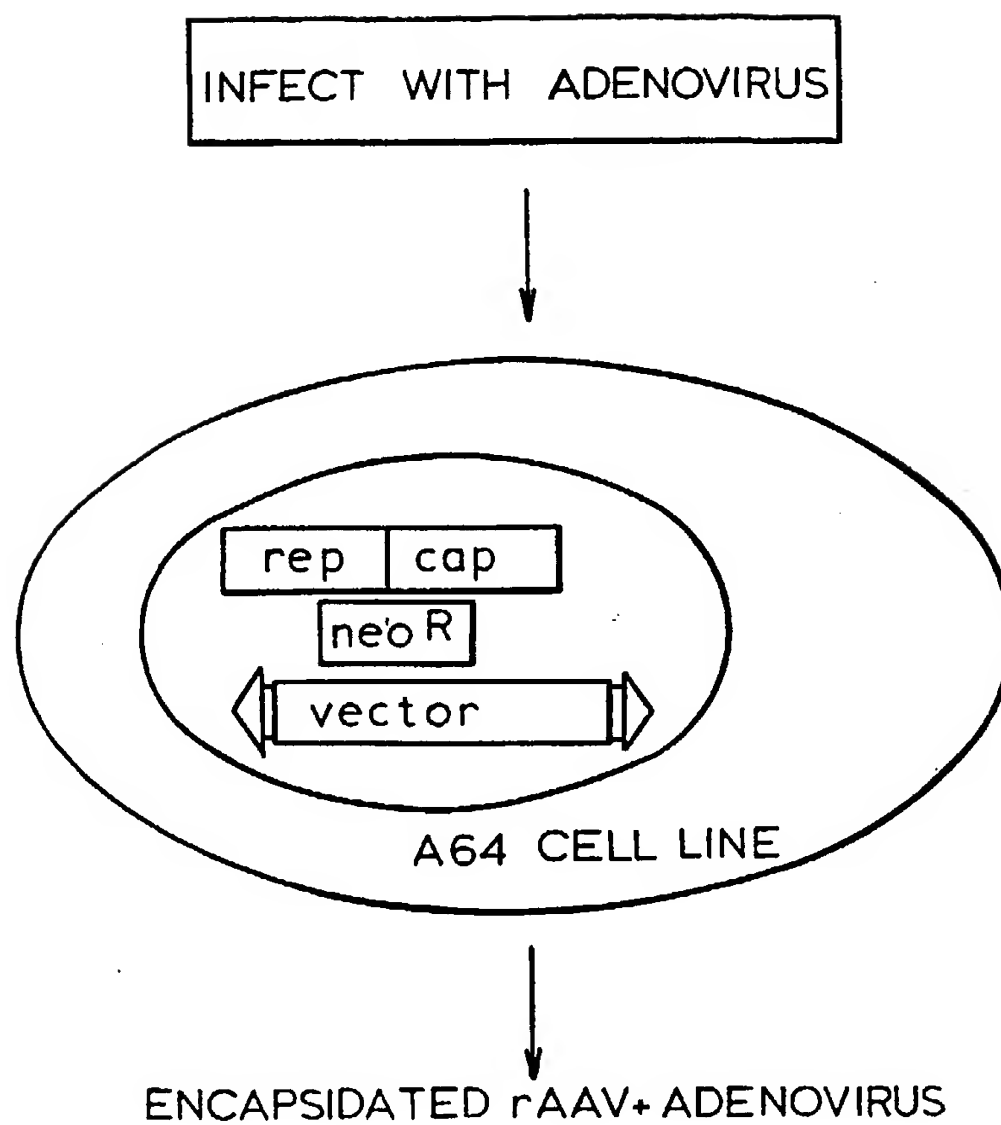 INFECT WITH ADENOVIRUS
rep cap
neoR
vector
A64 CELL LINE
ENCAPSIDATED rAAV+ ADENOVIRUS